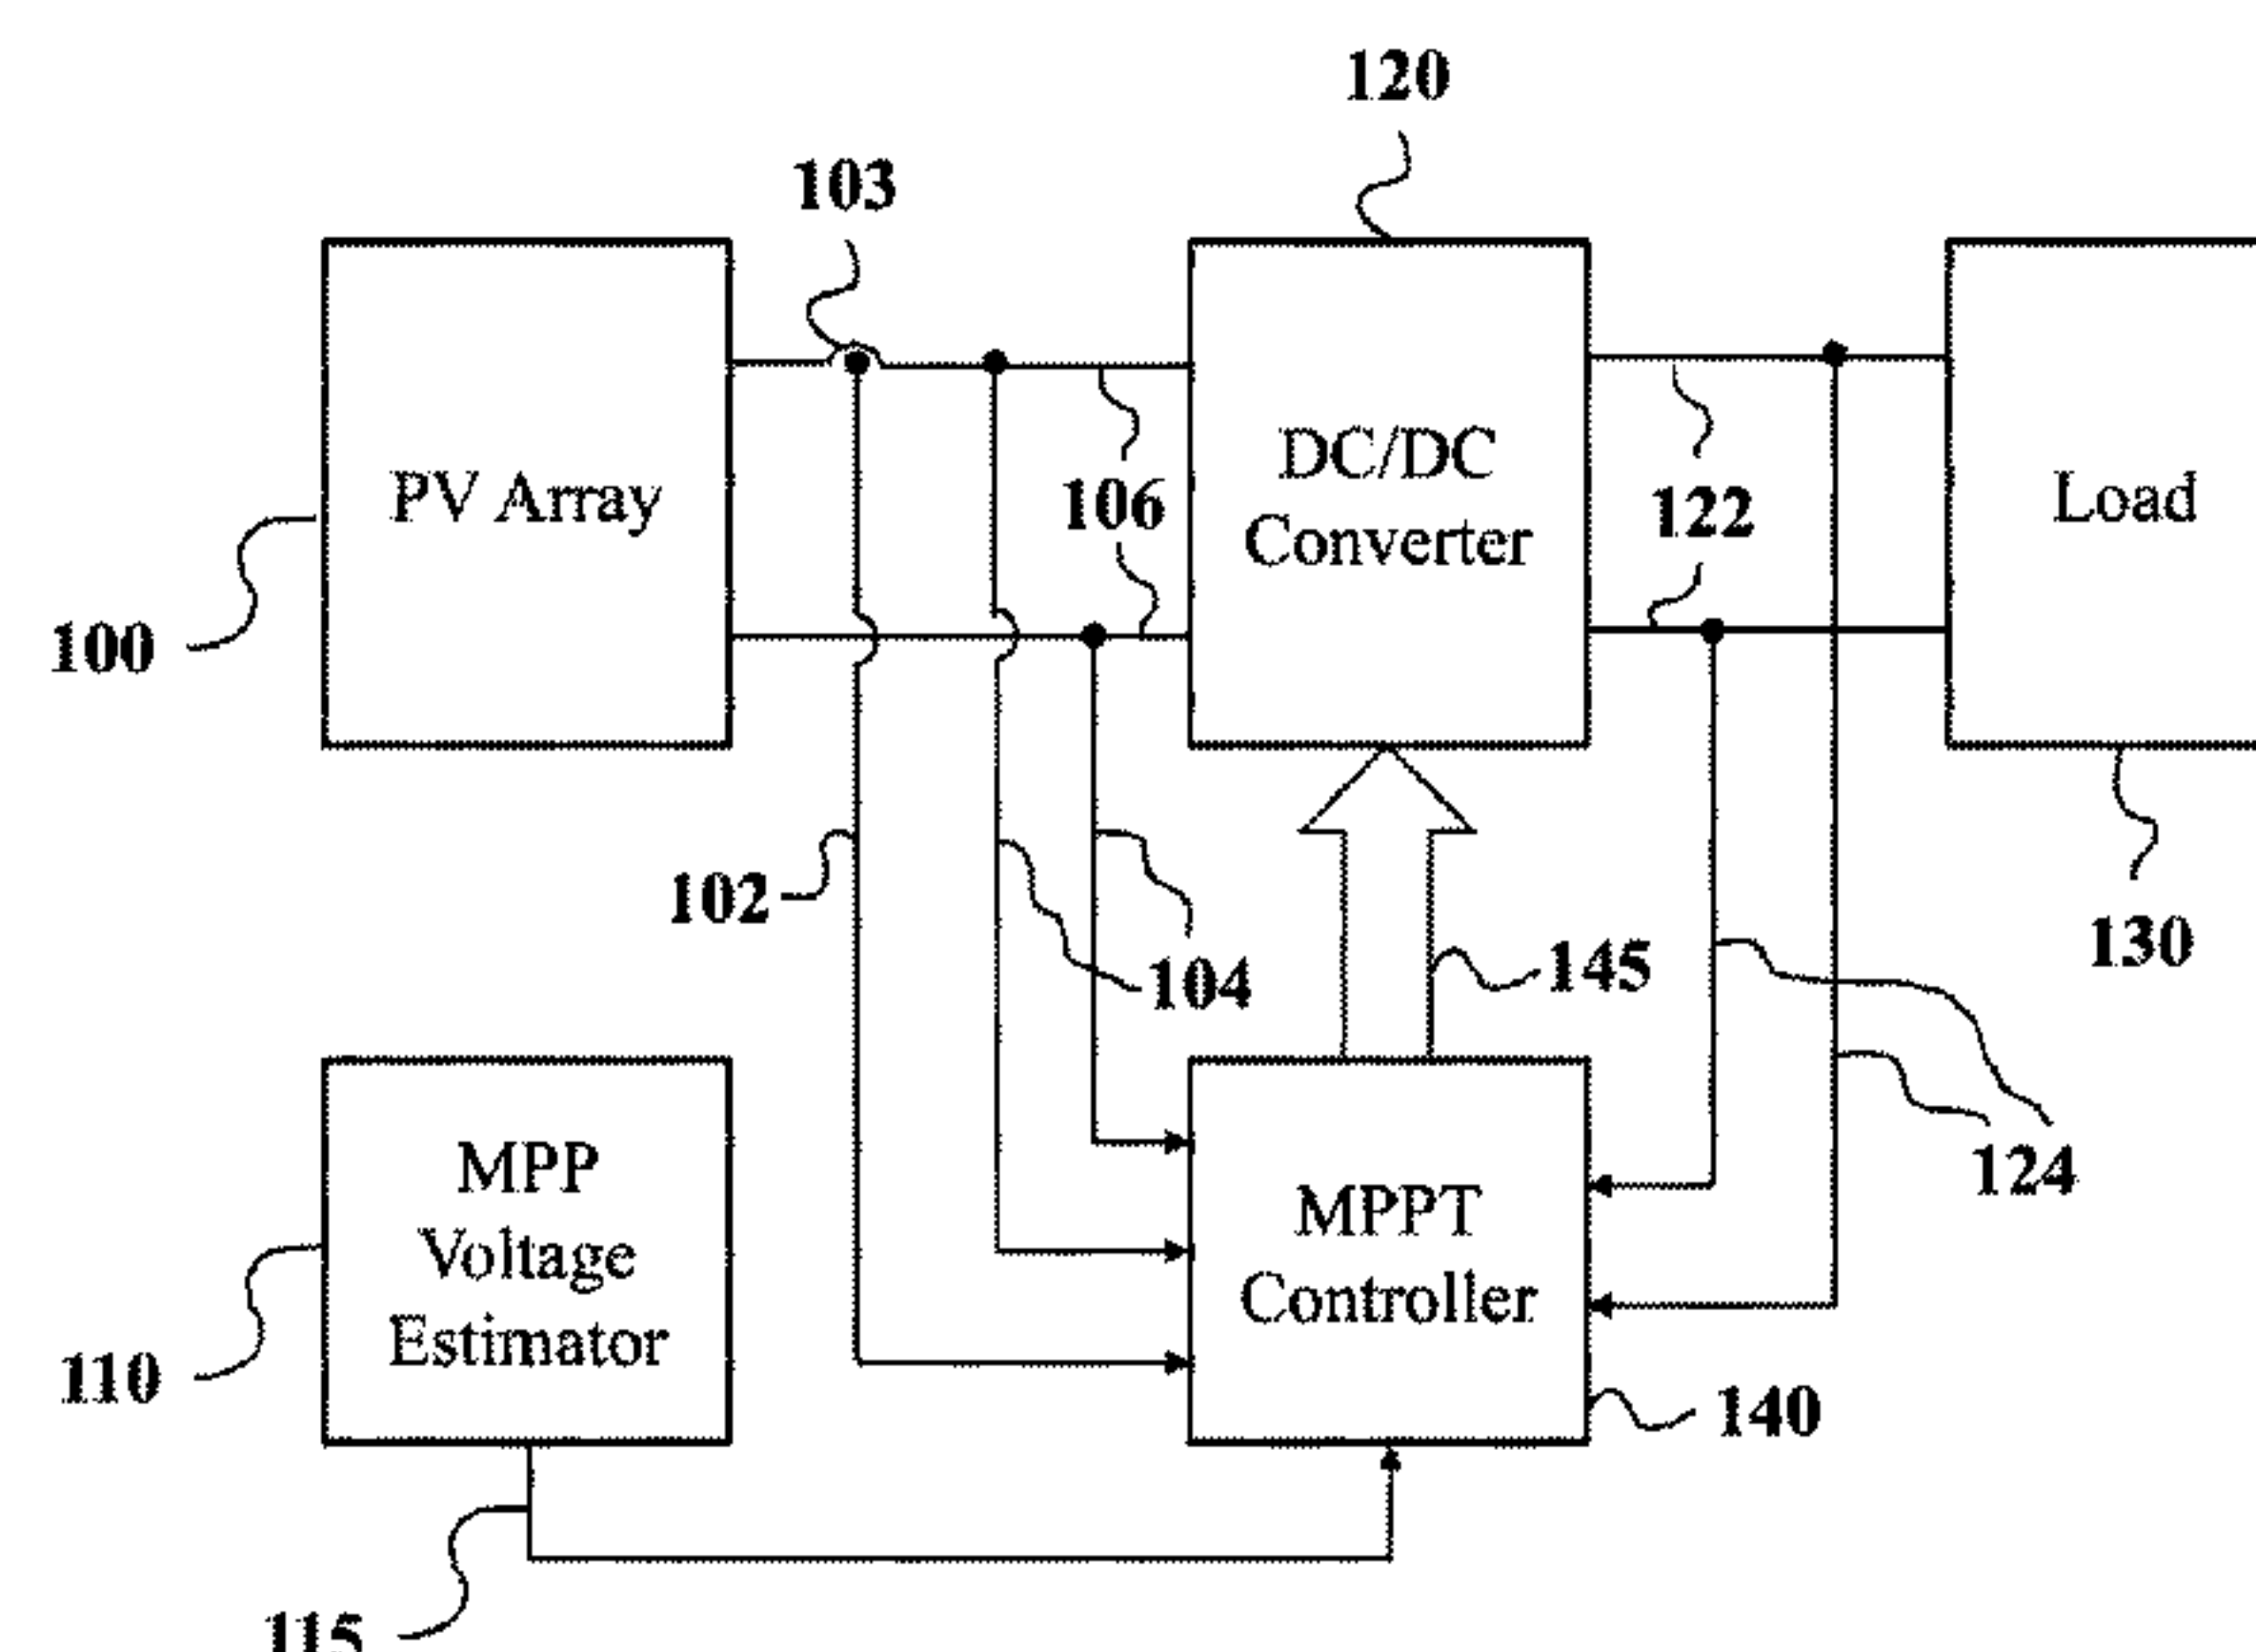 120
103
PV Array
DC/DC
Converter
Load
106
122
100
102
104
145
130
MPP
Voltage
Estimator
MPPT
Controller
124
110
140
115